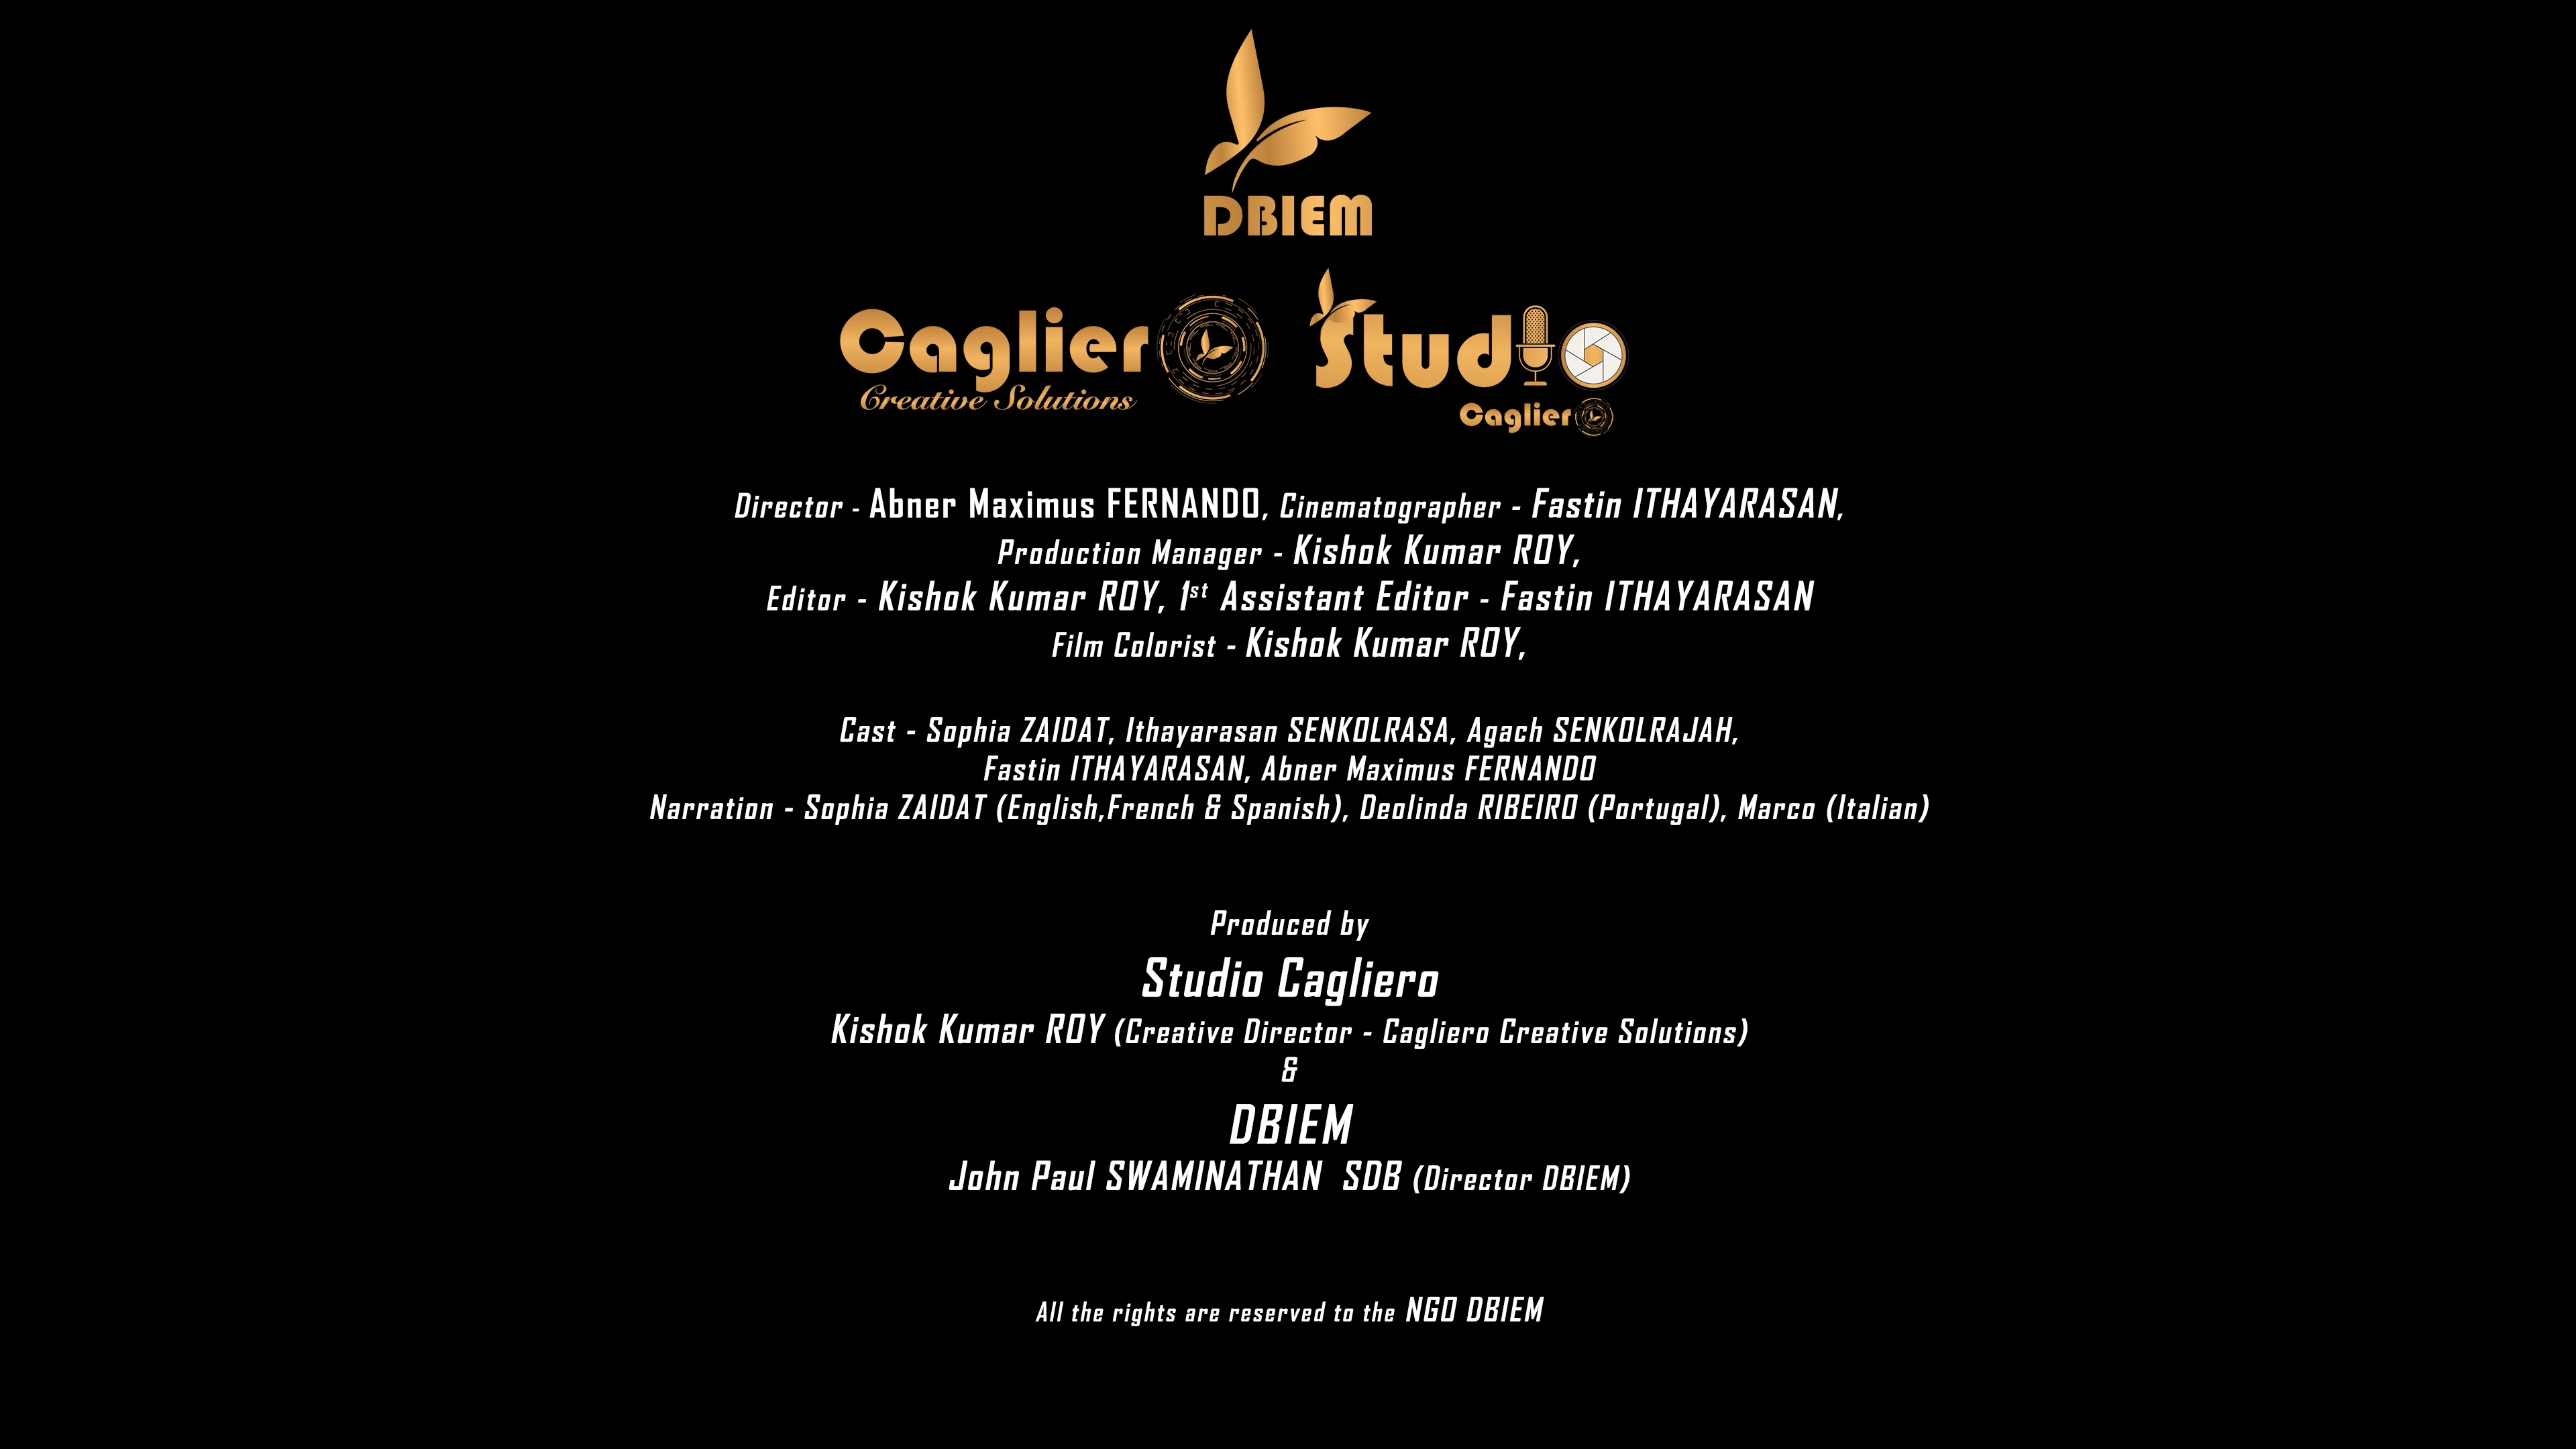 DBIEM
Cagliero
Creative Solutions
Studio
Cagliero
Director - Abner Maximus FERNANDO, Cinematographer - Fastin ITHAYARASAN,
Production Manager - Kishok Kumar ROY,
Editor - Kishok Kumar ROY, 1st Assistant Editor - Fastin ITHAYARASAN
Film Colorist - Kishok Kumar ROY,
Cast - Sophia ZAIDAT, Ithayarasan SENKOLRASA, Agach SENKOLRAJAH,
Fastin ITHAYARASAN, Abner Maximus FERNANDO
Narration - Sophia ZAIDAT (English,French & Spanish), Deolinda RIBEIRO (Portugal), Marco (Italian)
Produced by
Studio Cagliero
Kishok Kumar ROY (Creative Director - Cagliero Creative Solutions)
&
DBIEM
John Paul SWAMINATHAN  SDB (Director DBIEM)
All the rights are reserved to the NGO DBIEM